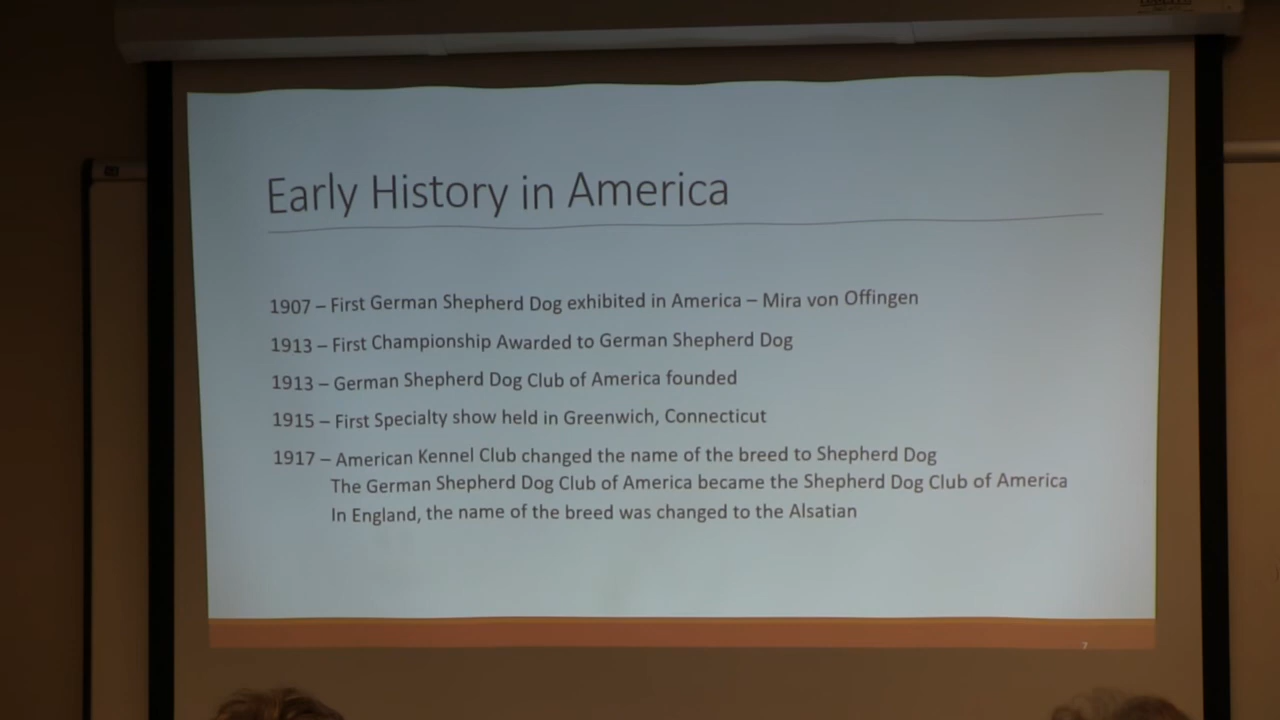 Early History in America
1907 – First German Shepherd Dog exhibited in America – Mira von Offingen
1913 – First Championship Awarded to German Shepherd Dog
1913 – German Shepherd Dog Club of America founded
1915 – First Specialty show held in Greenwich, Connecticut
1917 – American Kennel Club changed the name of the breed to Shepherd Dog
The German Shepherd Dog Club of America became the Shepherd Dog Club of America
In England, the name of the breed was changed to the Alsatian
7